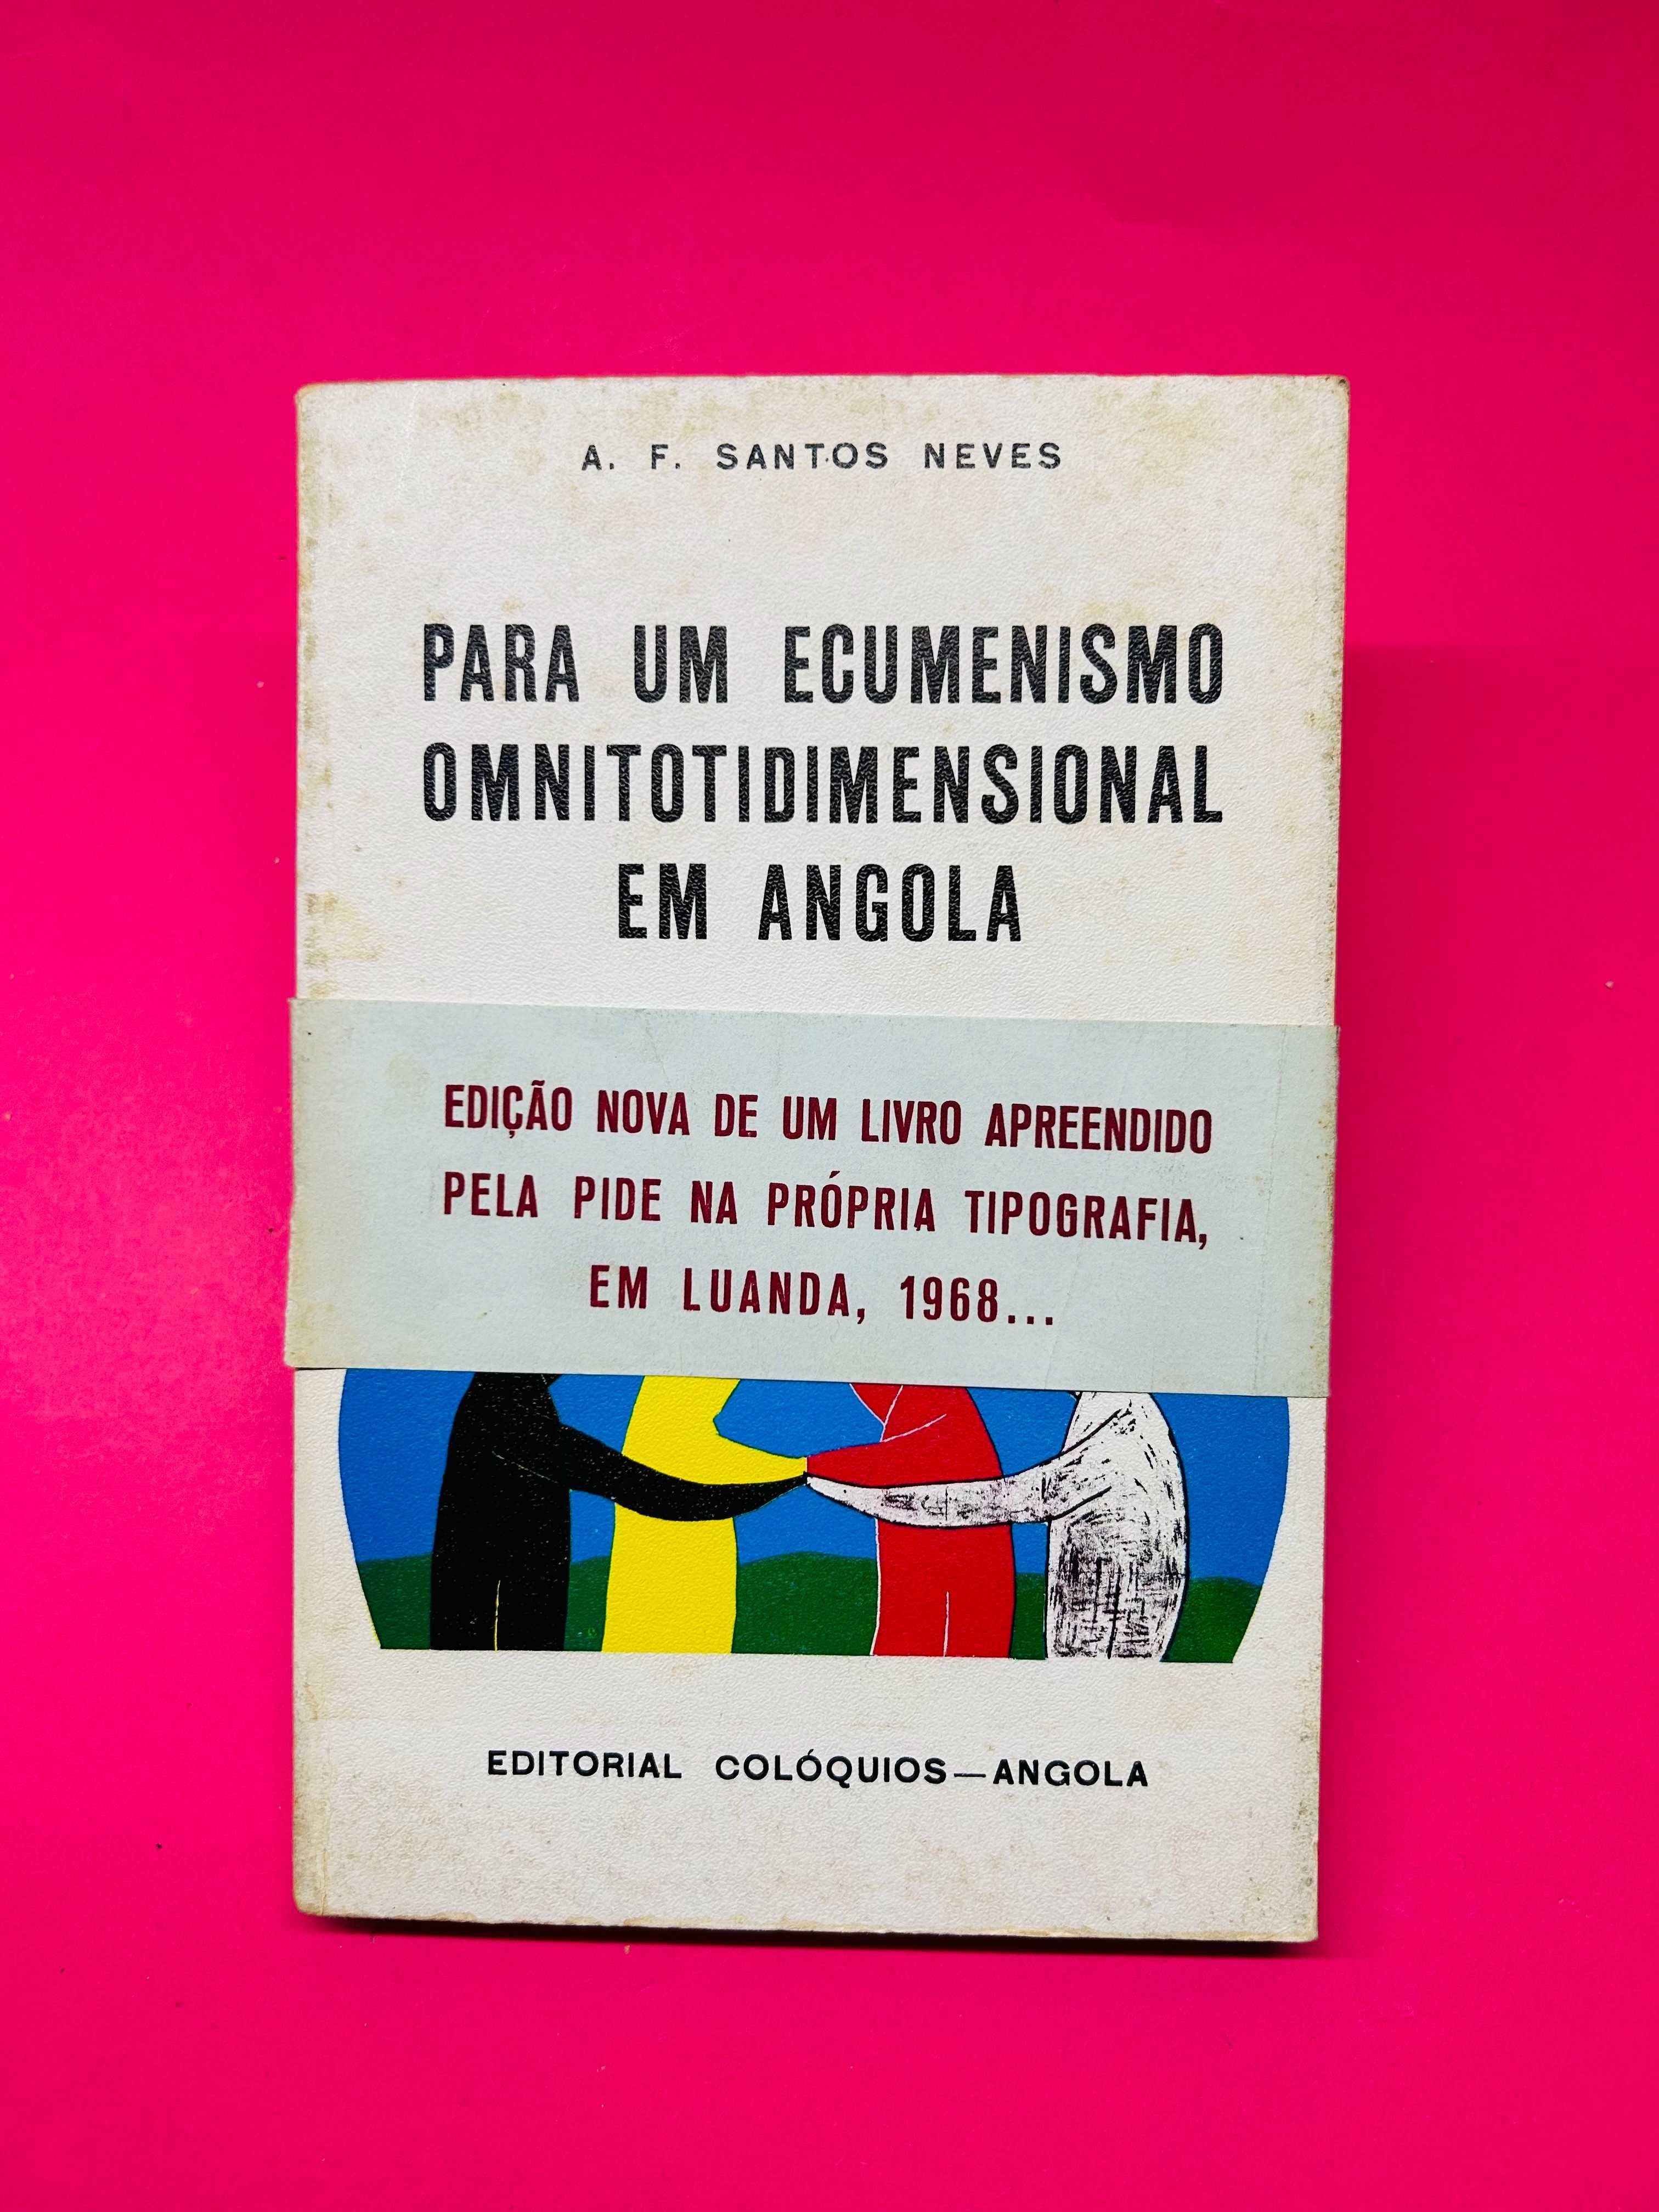 A. F. SANTOS NEVES
PARA UM ECUMENISMO
OMNITOTIDIMENSIONAL
EM ANGOLA
EDIÇÃO NOVA DE UM LIVRO APREENDIDO
PELA PIDE NA PRÓPRIA TIPOGRAFIA,
EM LUANDA, 1968...
EDITORIAL COLÓQUIOS—ANGOLA